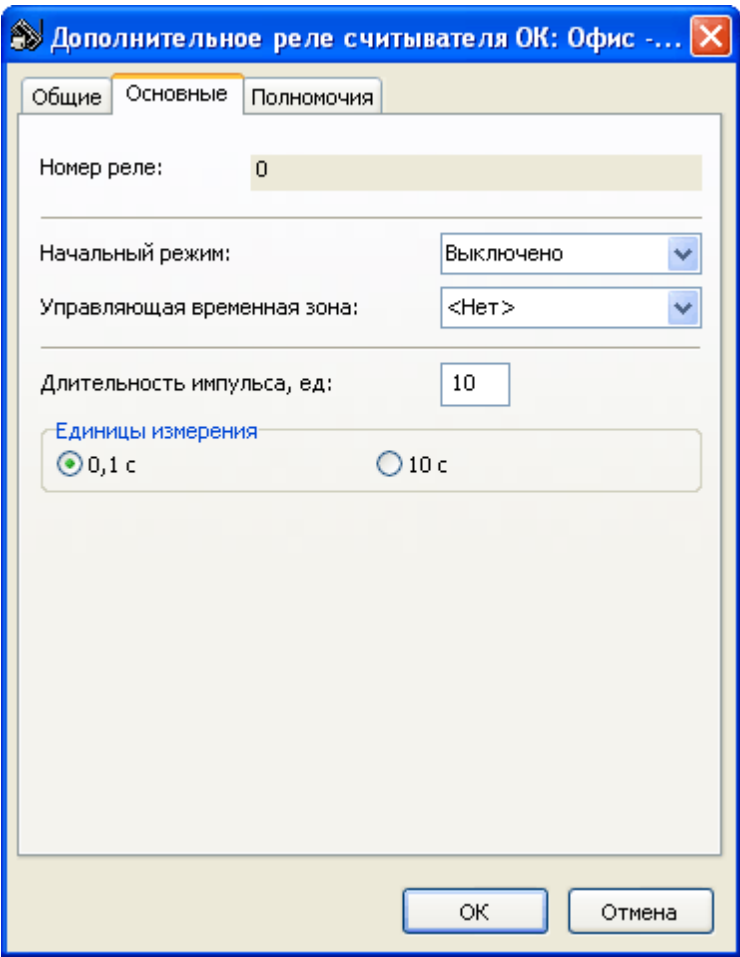 Дополнительное реле считывателя ОК: Офис -...
Общие Основные Полномочия
Номер реле: 0
Начальный режим: Выключено
Управляющая временная зона: <Нет>
Длительность импульса, ед: 10
Единицы измерения
0,1 с 10 с
ОК Отмена